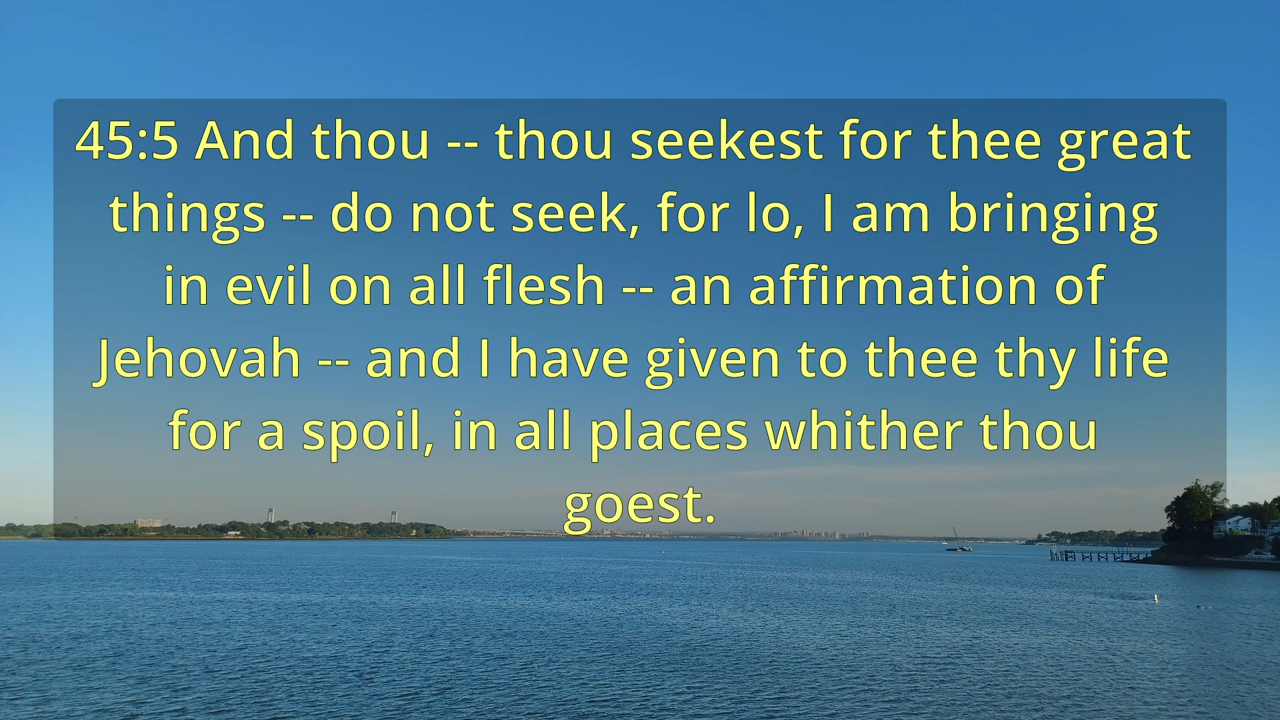 45:5 And thou -- thou seekest for thee great
things -- do not seek, for lo, I am bringing
in evil on all flesh -- an affirmation of
Jehovah -- and I have given to thee thy life
for a spoil, in all places whither thou
goest.